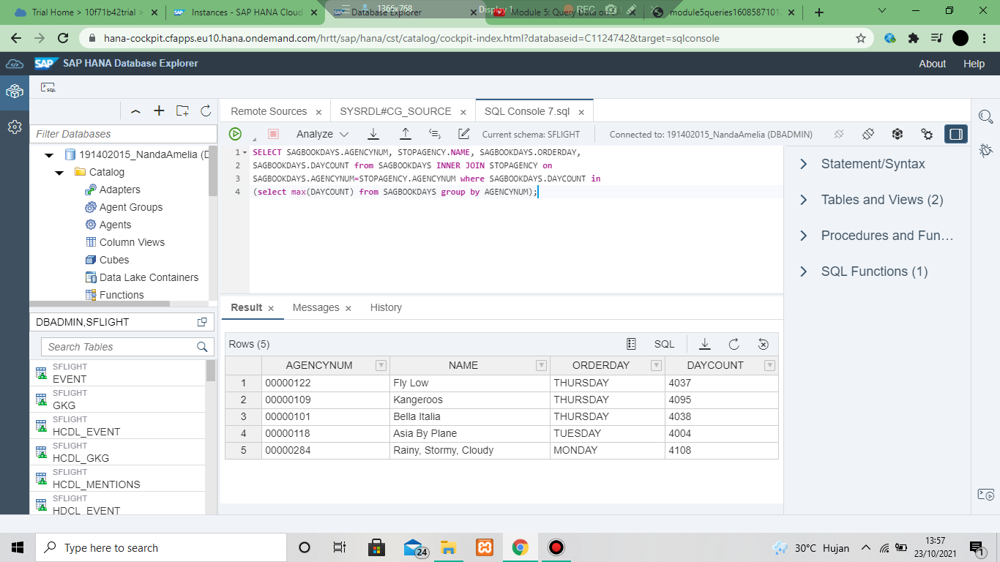 Trial Home > 10f71b42trial >
Instances - SAP HANA Cloud
Database Explorer
Module 5: Query Data on
module5queries1608587101
1366x768
Display 1
REC
hana-cockpit.cfapps.eu10.hana.ondemand.com/hrtt/sap/hana/cst/catalog/cockpit-index.html?databaseid=C1124742&target=sqlconsole
SAP
SAP HANA Database Explorer
About
Help
SQL
Filter Databases
191402015_NandaAmelia (D
Catalog
Adapters
Agent Groups
Agents
Column Views
Cubes
Data Lake Containers
Functions
DBADMIN,SFLIGHT
Search Tables
SFLIGHT
EVENT
SFLIGHT
GKG
SFLIGHT
HCDL_EVENT
SFLIGHT
HCDL_GKG
SFLIGHT
HCDL_MENTIONS
SFLIGHT
HDCL_EVENT
Remote Sources
SYSRDL#CG_SOURCE
SQL Console 7.sql
Analyze
Current schema: SFLIGHT
Connected to: 191402015_NandaAmelia (DBADMIN)
1 SELECT SAGBOOKDAYS.AGENCYNUM, STOPAGENCY.NAME, SAGBOOKDAYS.ORDERDAY,
2 SAGBOOKDAYS.DAYCOUNT from SAGBOOKDAYS INNER JOIN STOPAGENCY on
3 SAGBOOKDAYS.AGENCYNUM=STOPAGENCY.AGENCYNUM where SAGBOOKDAYS.DAYCOUNT in
4 (select max(DAYCOUNT) from SAGBOOKDAYS group by AGENCYNUM);
Statement/Syntax
Tables and Views (2)
Procedures and Fun...
SQL Functions (1)
Result
Messages
History
Rows (5)
SQL
AGENCYNUM NAME ORDERDAY DAYCOUNT
1 00000122 Fly Low THURSDAY 4037
2 00000109 Kangeroos THURSDAY 4095
3 00000101 Bella Italia THURSDAY 4038
4 00000118 Asia By Plane TUESDAY 4004
5 00000284 Rainy, Stormy, Cloudy MONDAY 4108
Type here to search
24
30°C Hujan
13:57
23/10/2021
1